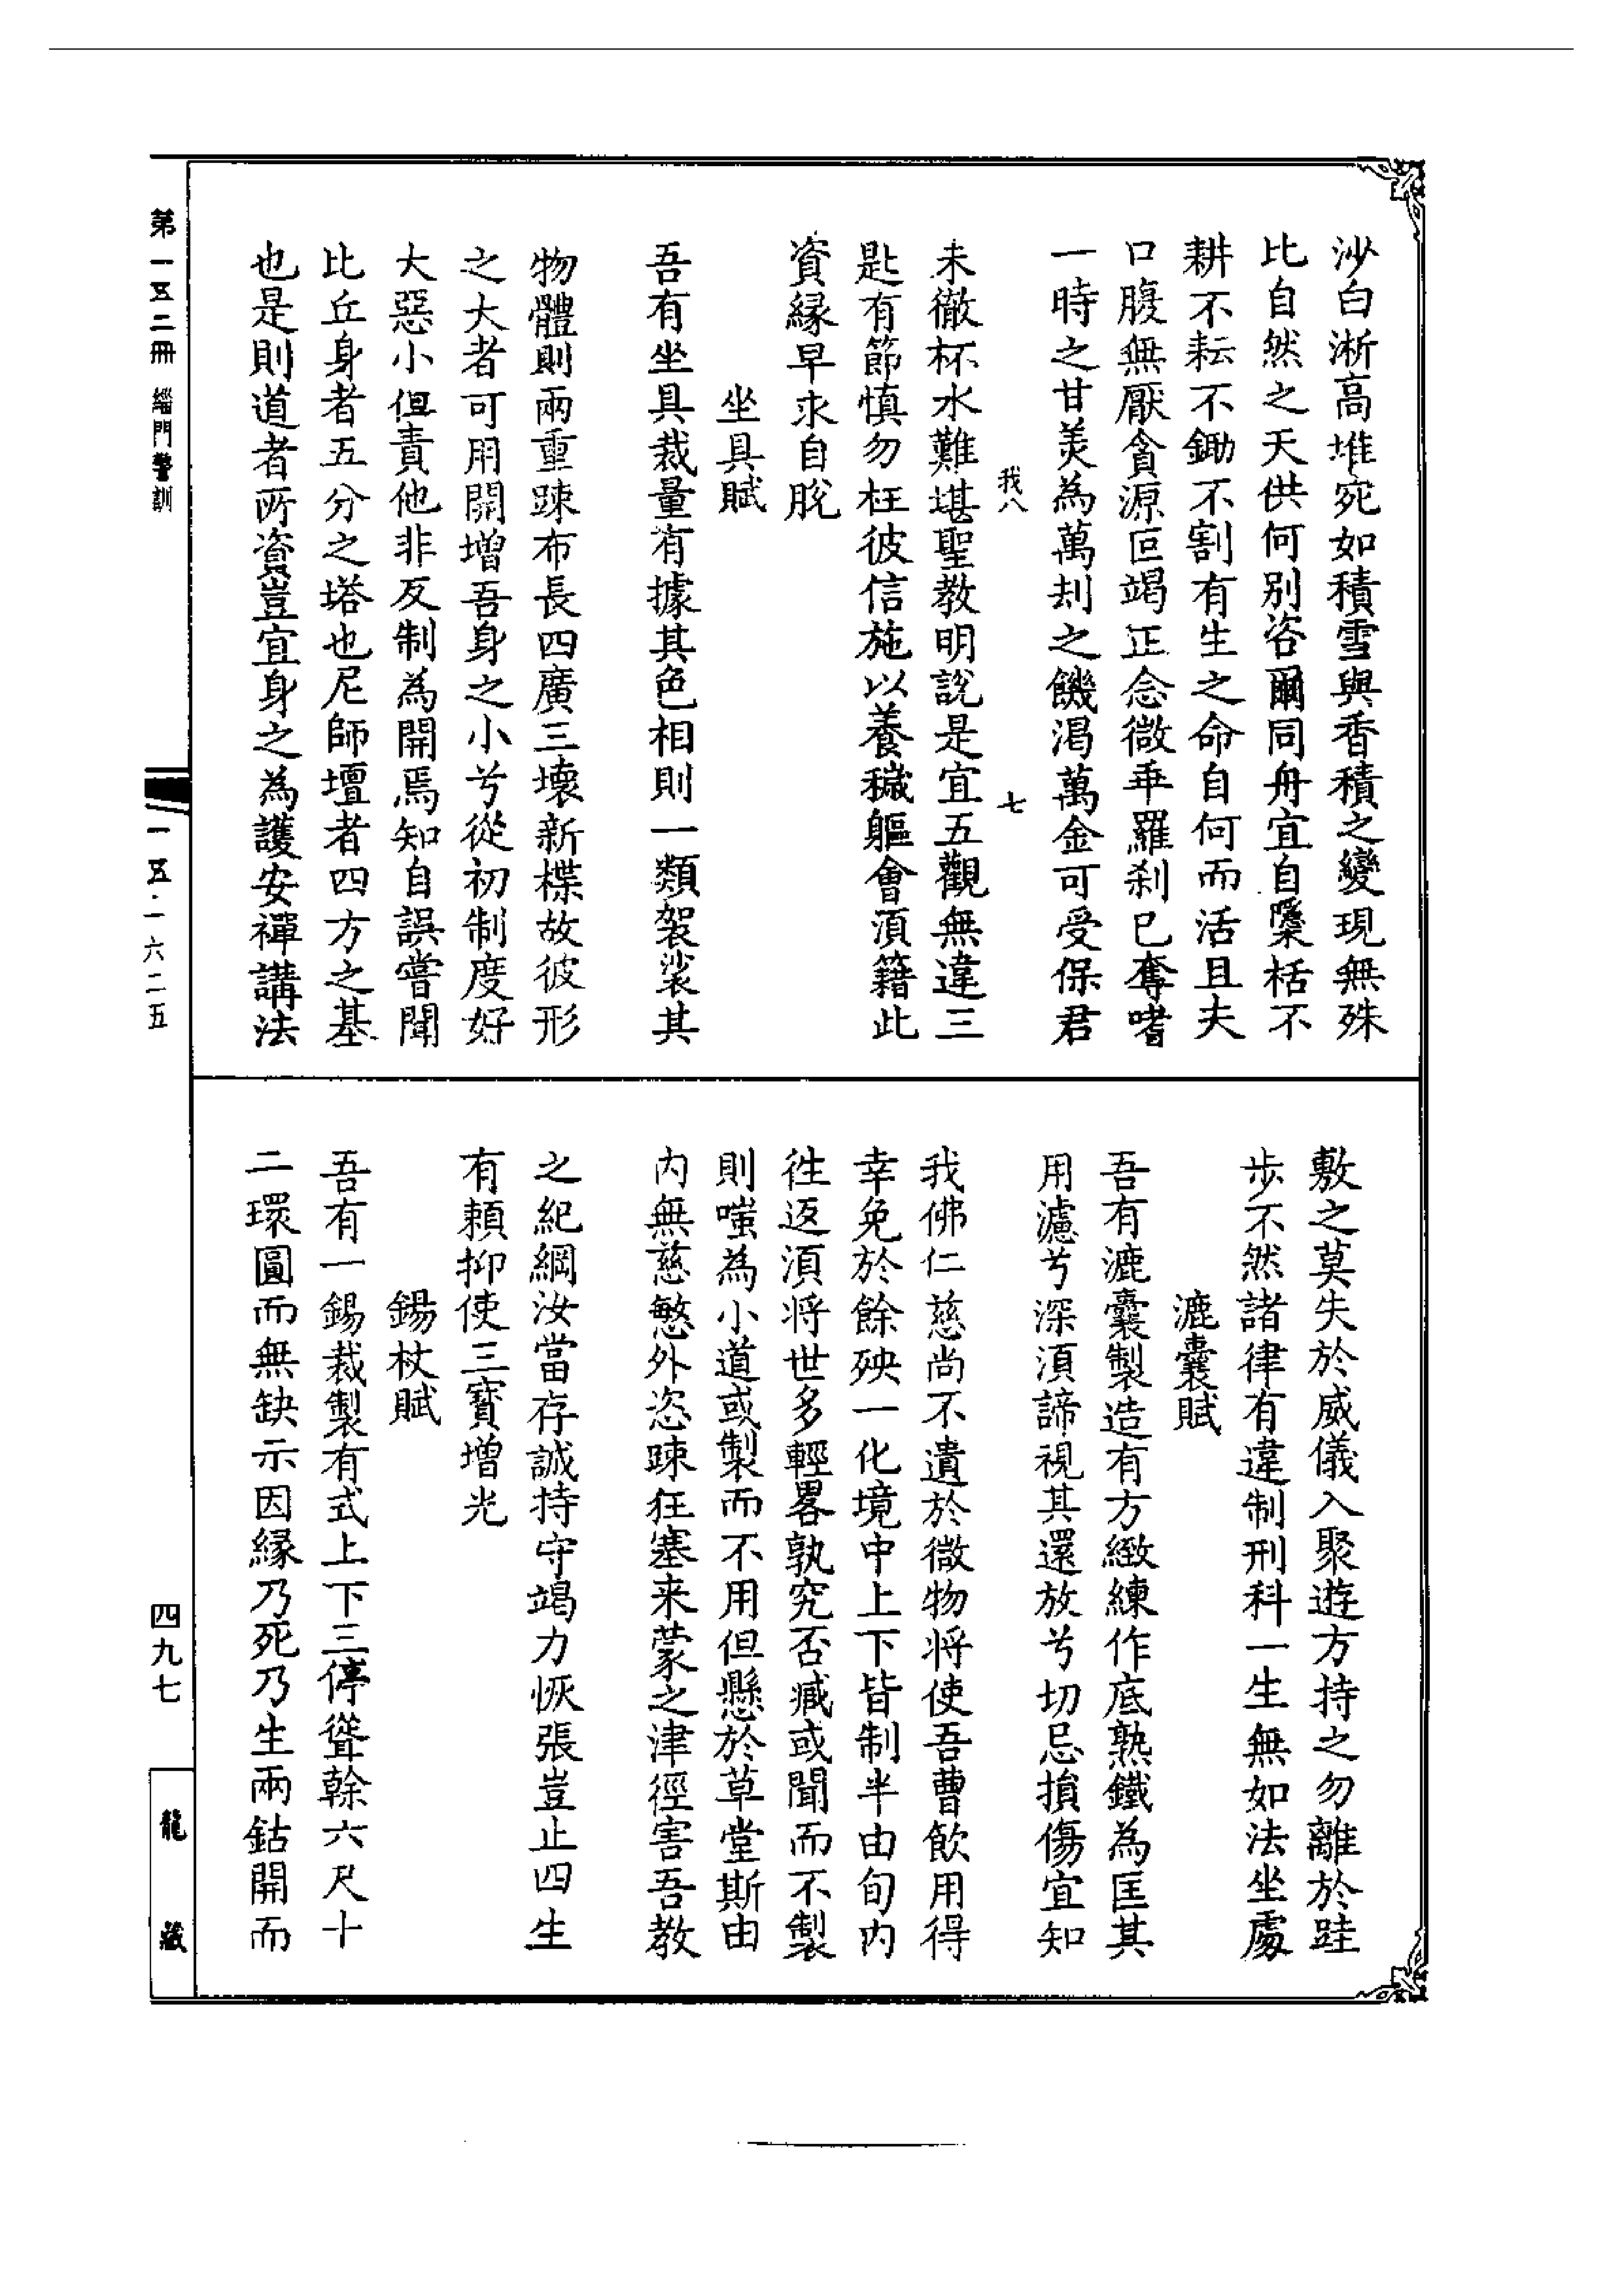 沙白淅高堆宛如積雪與香積之變現無殊
比自然之天供何別咨爾同舟宜自櫽栝不
耕不耘不鋤不割有生之命自何而活且夫
口腹無厭貪源叵竭正念微乖羅刹已奪嗜
一時之甘美為萬刦之饑渴萬金可受保君
我八 七
未徹杯水難堪聖教明說是宜五觀無違三
匙有節慎勿枉彼信施以養穢軀會湏籍此
資緣早求自脫
坐具賦
吾有坐具裁量有據其色相則一類袈裟其
物體則兩重踈布長四廣三壞新楪故彼形
之大者可用開增吾身之小兮從初制度好
大惡小但責他非反制為開焉知自誤嘗聞
比丘身者五分之塔也尼師壇者四方之基
也是則道者所資豈宜身之為護安禪講法
敷之莫失於威儀入聚遊方持之勿離於跬
步不然諸律有違制刑科一生無如法坐處
漉囊賦
吾有漉囊製造有方緻練作底熟鐵為匡其
用濾兮深湏諦視其還放兮切忌損傷宜知
我佛仁慈尚不遺於微物將使吾曹飲用得
幸免於餘殃一化境中上下皆制半由旬內
徃返湏將世多輕畧孰究否臧或聞而不製
則嗤為小道或製而不用但懸於草堂斯由
內無慈慜外恣踈狂塞来蒙之津徑害吾教
之紀綱汝當存誠持守竭力恢張豈止四生
有頼抑使三寳增光
錫杖賦
吾有一錫裁製有式上下三停聳榦六尺十
二環圓而無缺示因緣乃死乃生兩鈷開而
第一五二冊 緇門警訓
一五二·六二五
四九七
龍藏